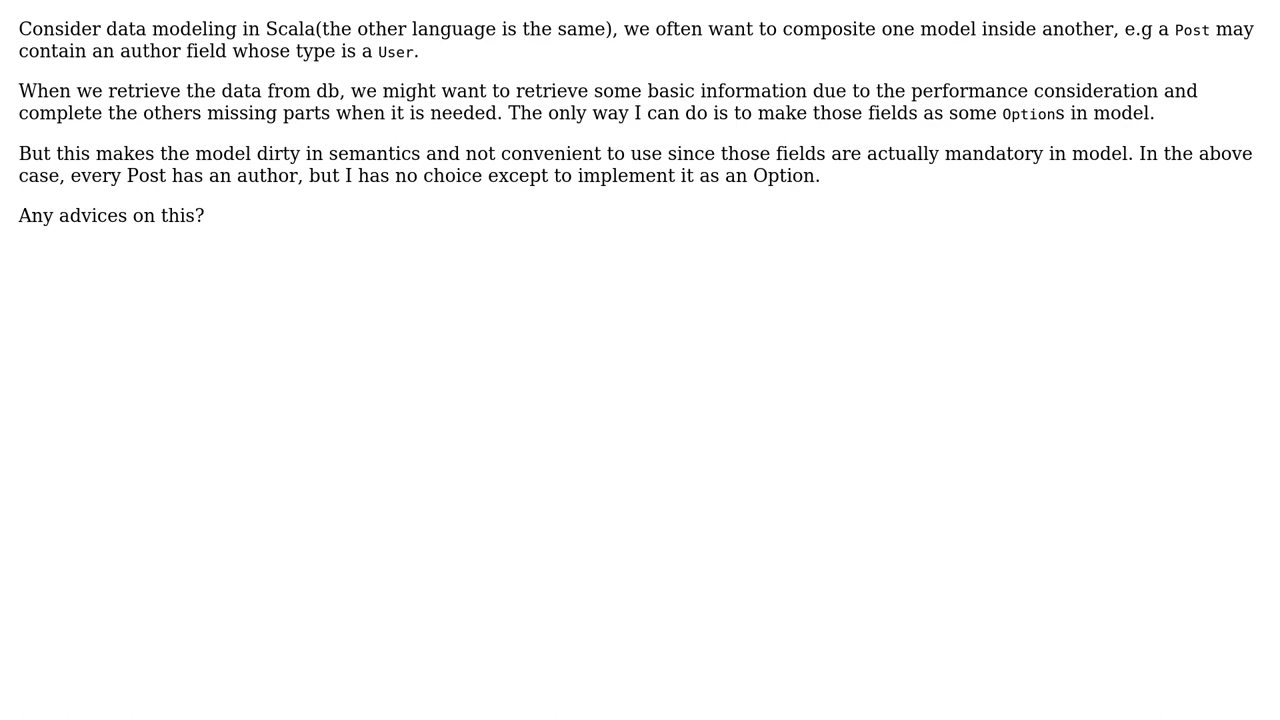 Consider data modeling in Scala(the other language is the same), we often want to composite one model inside another, e.g a Post may
contain an author field whose type is a User.
When we retrieve the data from db, we might want to retrieve some basic information due to the performance consideration and
complete the others missing parts when it is needed. The only way I can do is to make those fields as some Options in model.
But this makes the model dirty in semantics and not convenient to use since those fields are actually mandatory in model. In the above
case, every Post has an author, but I has no choice except to implement it as an Option.
Any advices on this?